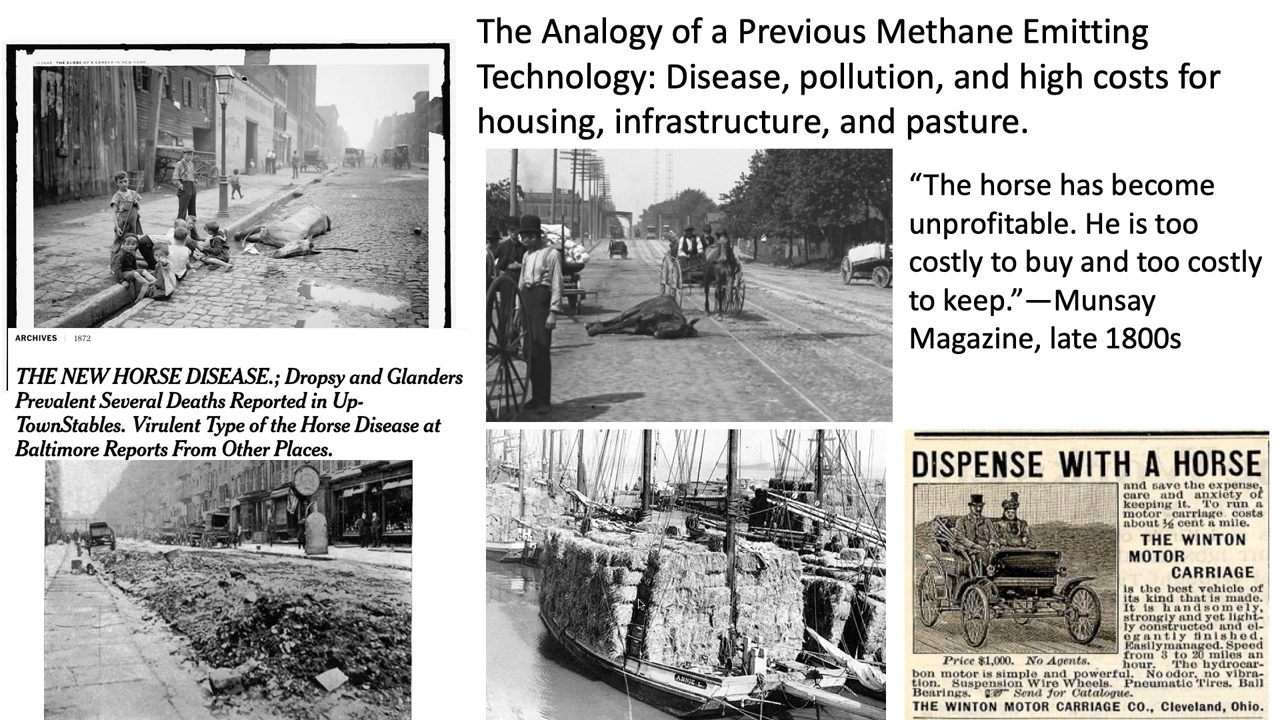 The Analogy of a Previous Methane Emitting
Technology: Disease, pollution, and high costs for
housing, infrastructure, and pasture.
ARCHIVES | 1872
THE NEW HORSE DISEASE.; Dropsy and Glanders
Prevalent Several Deaths Reported in Up-
TownStables. Virulent Type of the Horse Disease at
Baltimore Reports From Other Places.
“The horse has become
unprofitable. He is too
costly to buy and too costly
to keep.”—Munsay
Magazine, late 1800s
ANNIE L.
DISPENSE WITH A HORSE
and save the expense,
care and anxiety of
keeping it. To run a
motor carriage costs
about ½ cent a mile.
THE WINTON
MOTOR
CARRIAGE
is the best vehicle of
its kind that is made.
It is handsomely,
strongly and yet light-
ly constructed and el-
egantly finished.
Easily managed. Speed
from 3 to 20 miles an
hour. The hydrocar-
Price $1,000. No Agents.
bon motor is simple and powerful. No odor, no vibra-
tion. Suspension Wire Wheels. Pneumatic Tires. Ball
Bearings. Send for Catalogue.
THE WINTON MOTOR CARRIAGE CO., Cleveland, Ohio.